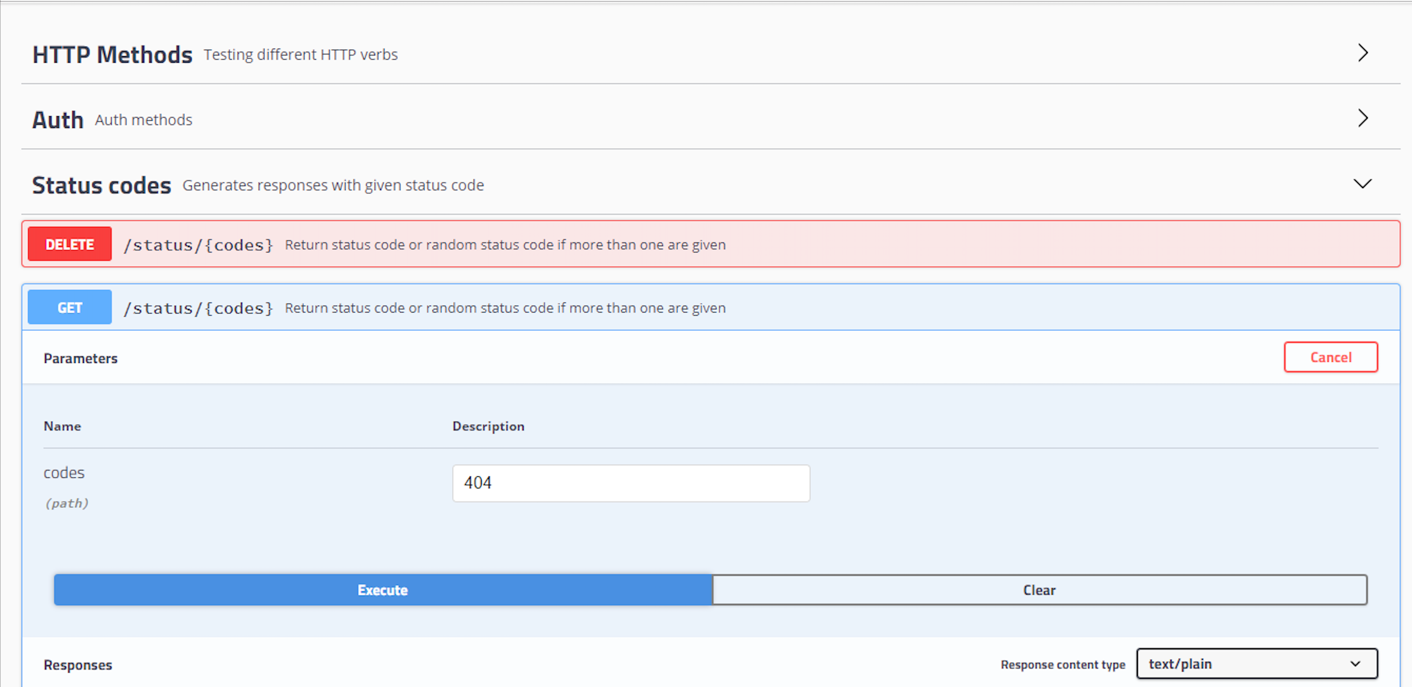 HTTP Methods Testing different HTTP verbs
Auth Auth methods
Status codes Generates responses with given status code
DELETE /status/{codes} Return status code or random status code if more than one are given
GET /status/{codes} Return status code or random status code if more than one are given
Parameters Cancel
Name Description
codes 404
(path)
Execute Clear
Responses Response content type text/plain